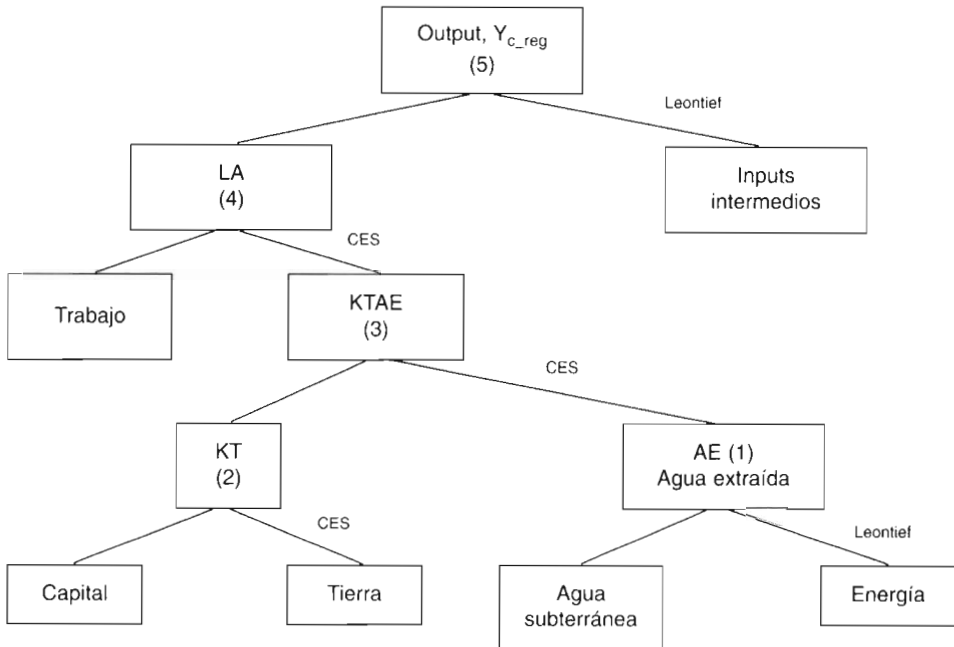 Output, Y_c_reg
(5)
Leontief
LA
(4)
Inputs
intermedios
CES
Trabajo
KTAE
(3)
CES
KT
(2)
AE (1)
Agua extraída
CES
Leontief
Capital
Tierra
Agua
subterránea
Energía